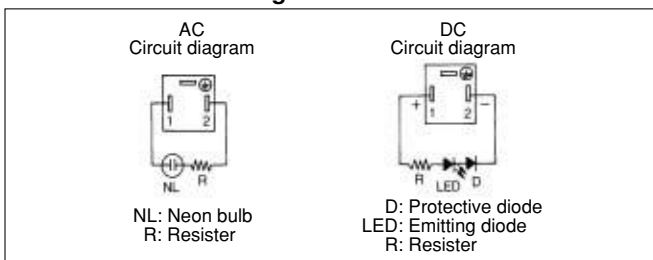 AC
Circuit diagram
1 2
NL R
NL: Neon bulb
R: Resister
DC
Circuit diagram
+ −
1 2
R LED D
D: Protective diode
LED: Emitting diode
R: Resister